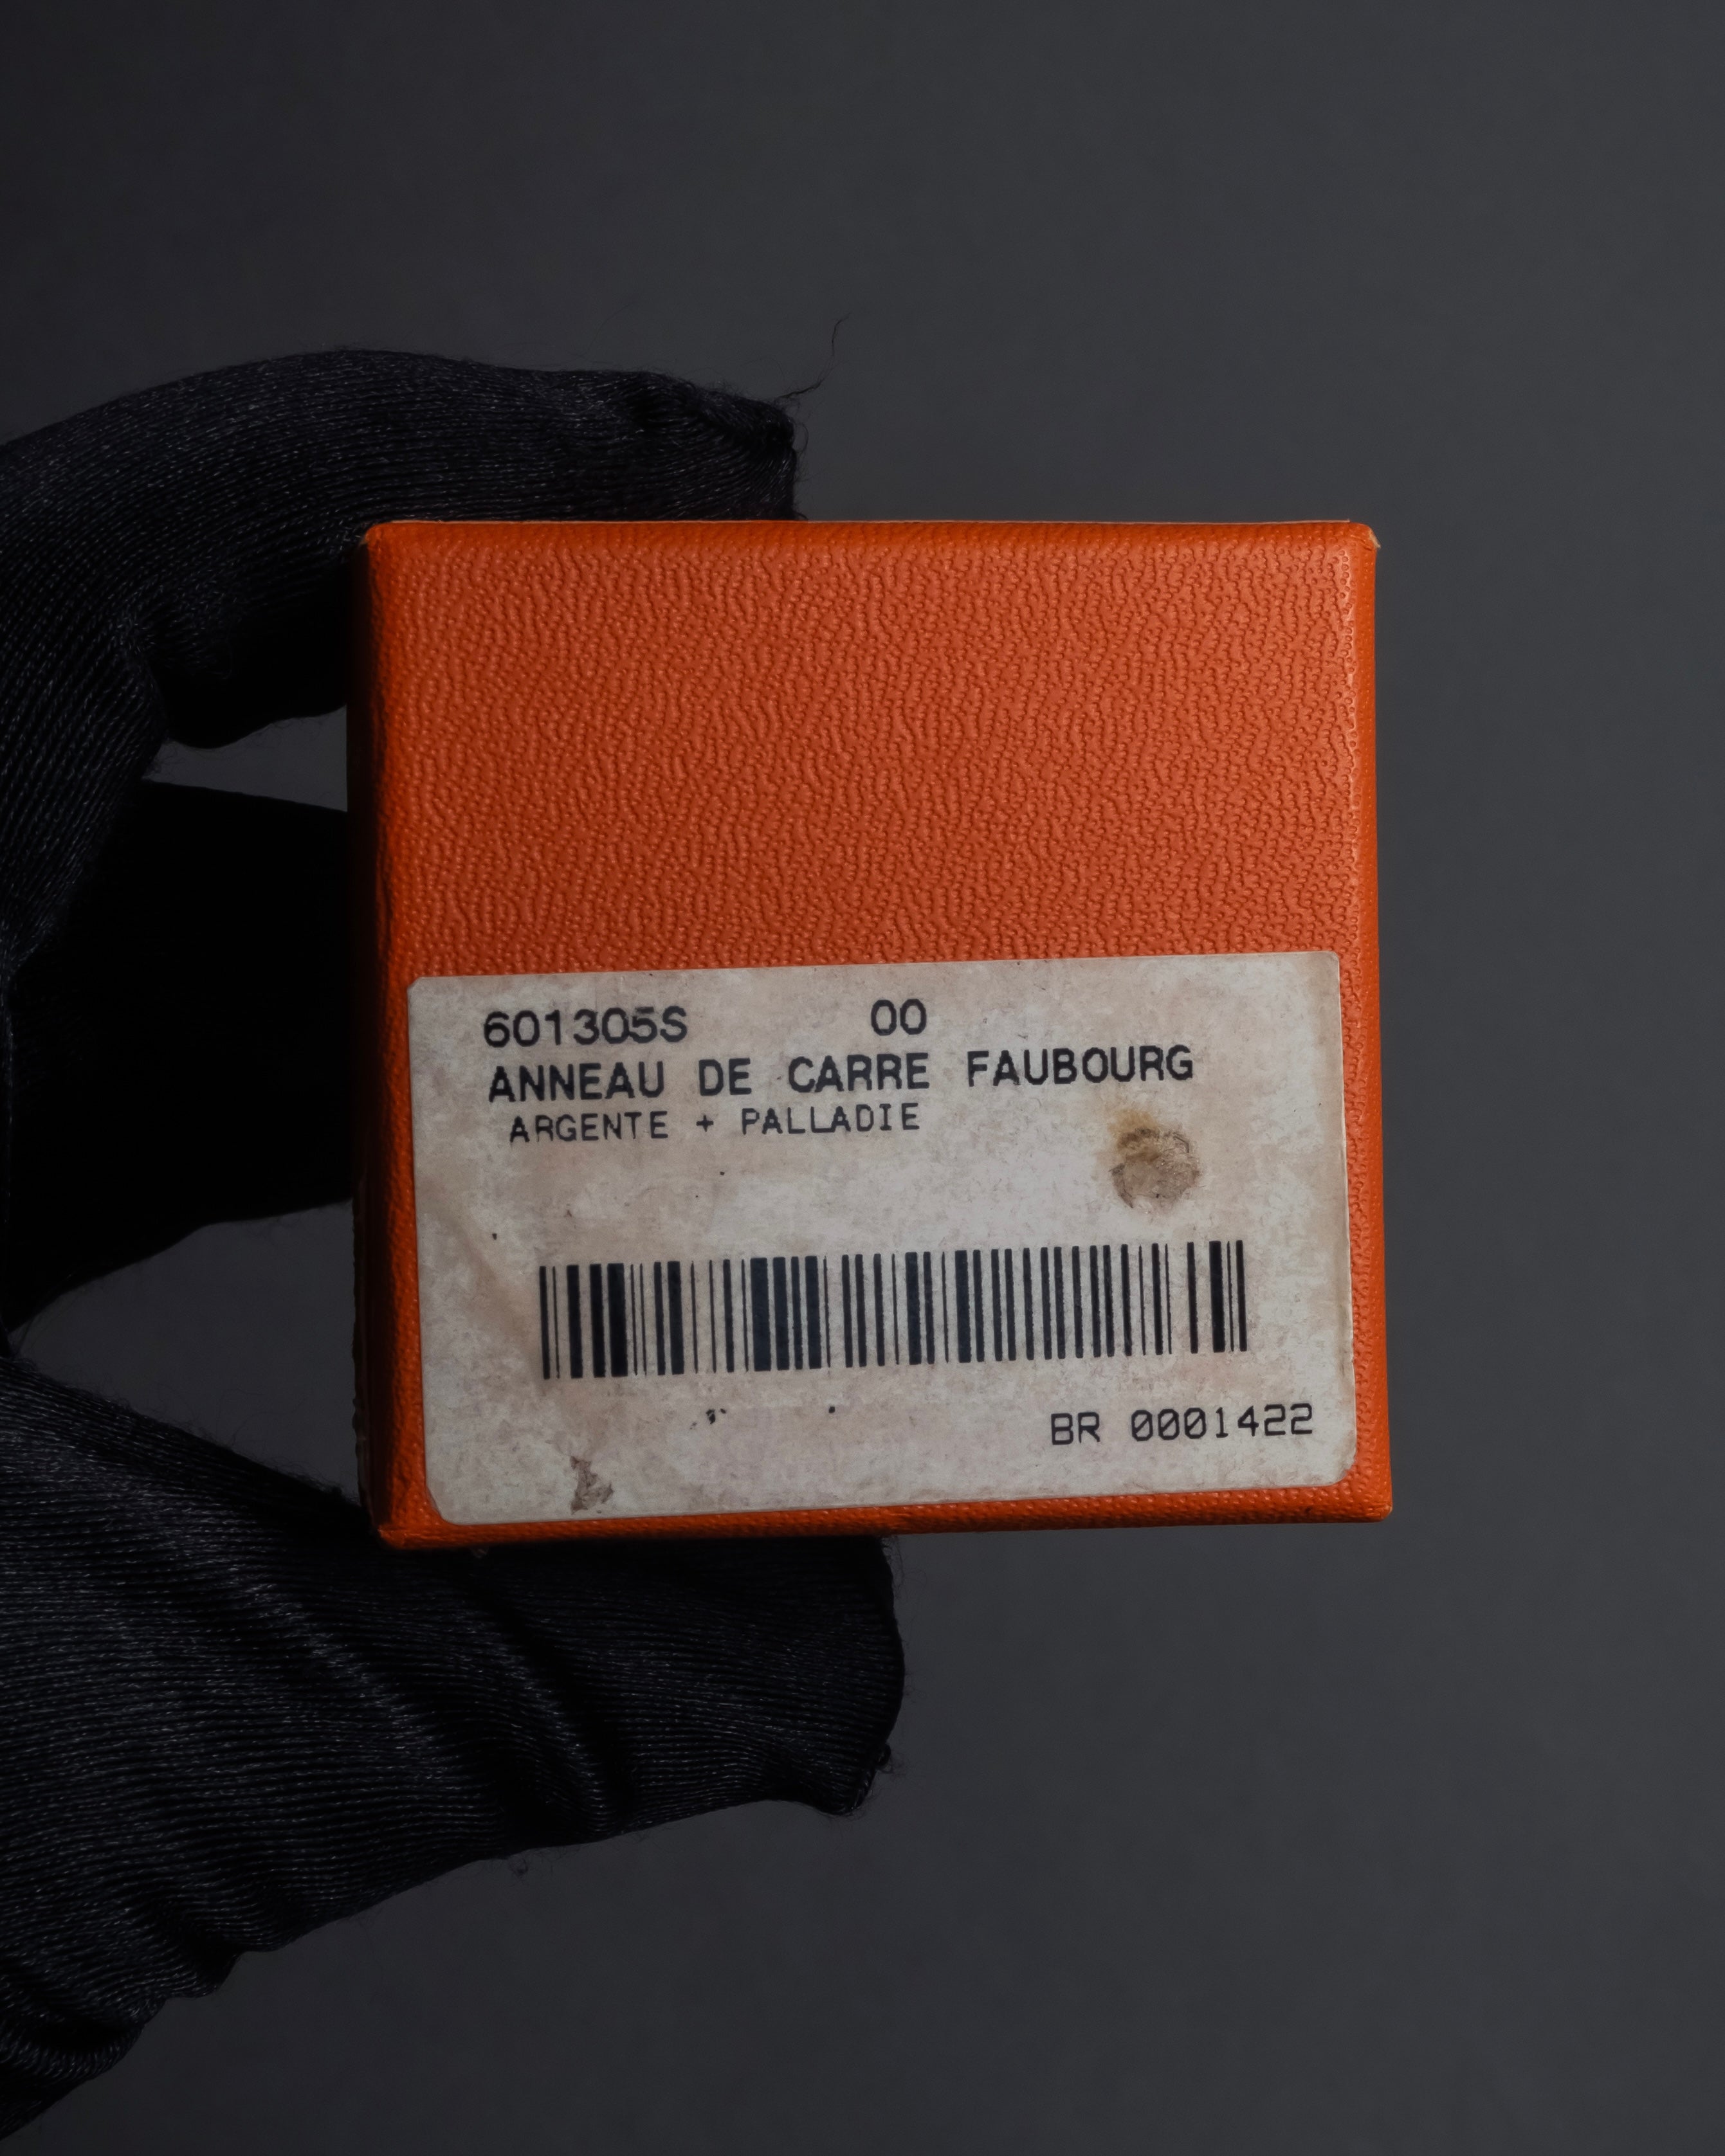 601305S 00
ANNEAU DE CARRE FAUBOURG
ARGENTE + PALLADIE
BR 0001422